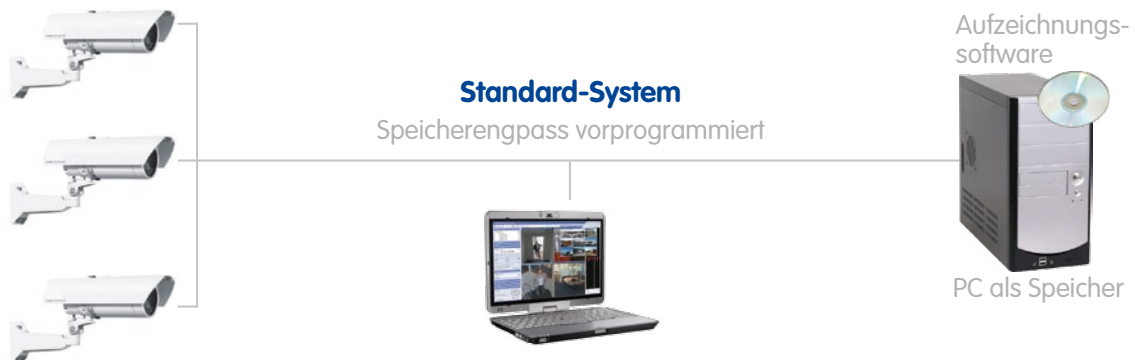 Aufzeichnungs-
software
Standard-System
Speicherengpass vorprogrammiert
PC als Speicher